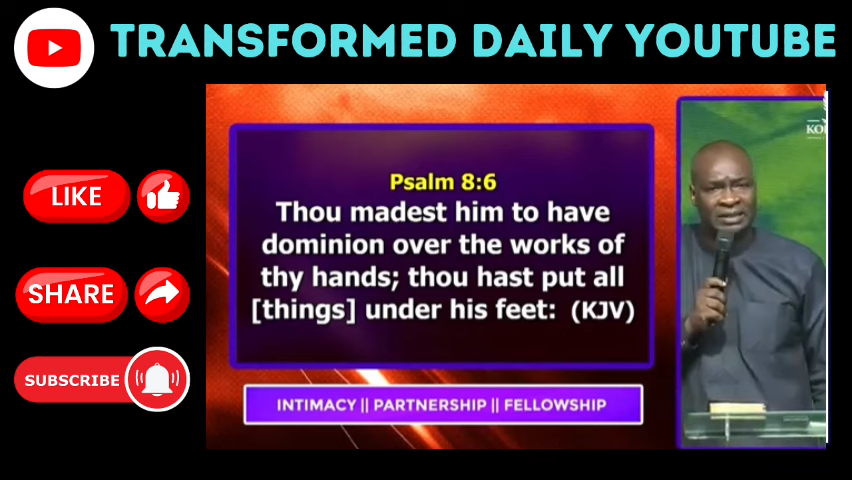 TRANSFORMED DAILY YOUTUBE
LIKE
SHARE
SUBSCRIBE
Psalm 8:6
Thou madest him to have
dominion over the works of
thy hands; thou hast put all
[things] under his feet: (KJV)
INTIMACY || PARTNERSHIP || FELLOWSHIP